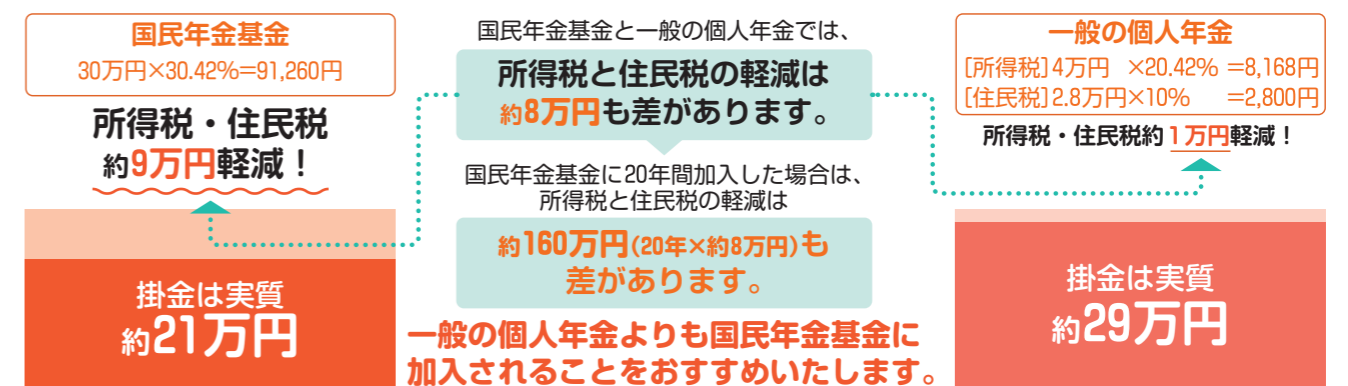 国民年金基金
30万円×30.42%＝91,260円
所得税・住民税
約9万円軽減！
掛金は実質
約21万円
国民年金基金と一般の個人年金では、
所得税と住民税の軽減は
約8万円も差があります。
国民年金基金に20年間加入した場合は、
所得税と住民税の軽減は
約160万円(20年×約8万円)も
差があります。
一般の個人年金よりも国民年金基金に
加入されることをおすすめいたします。
一般の個人年金
[所得税]4万円 ×20.42% ＝8,168円
[住民税]2.8万円×10% ＝2,800円
所得税・住民税約1万円軽減！
掛金は実質
約29万円